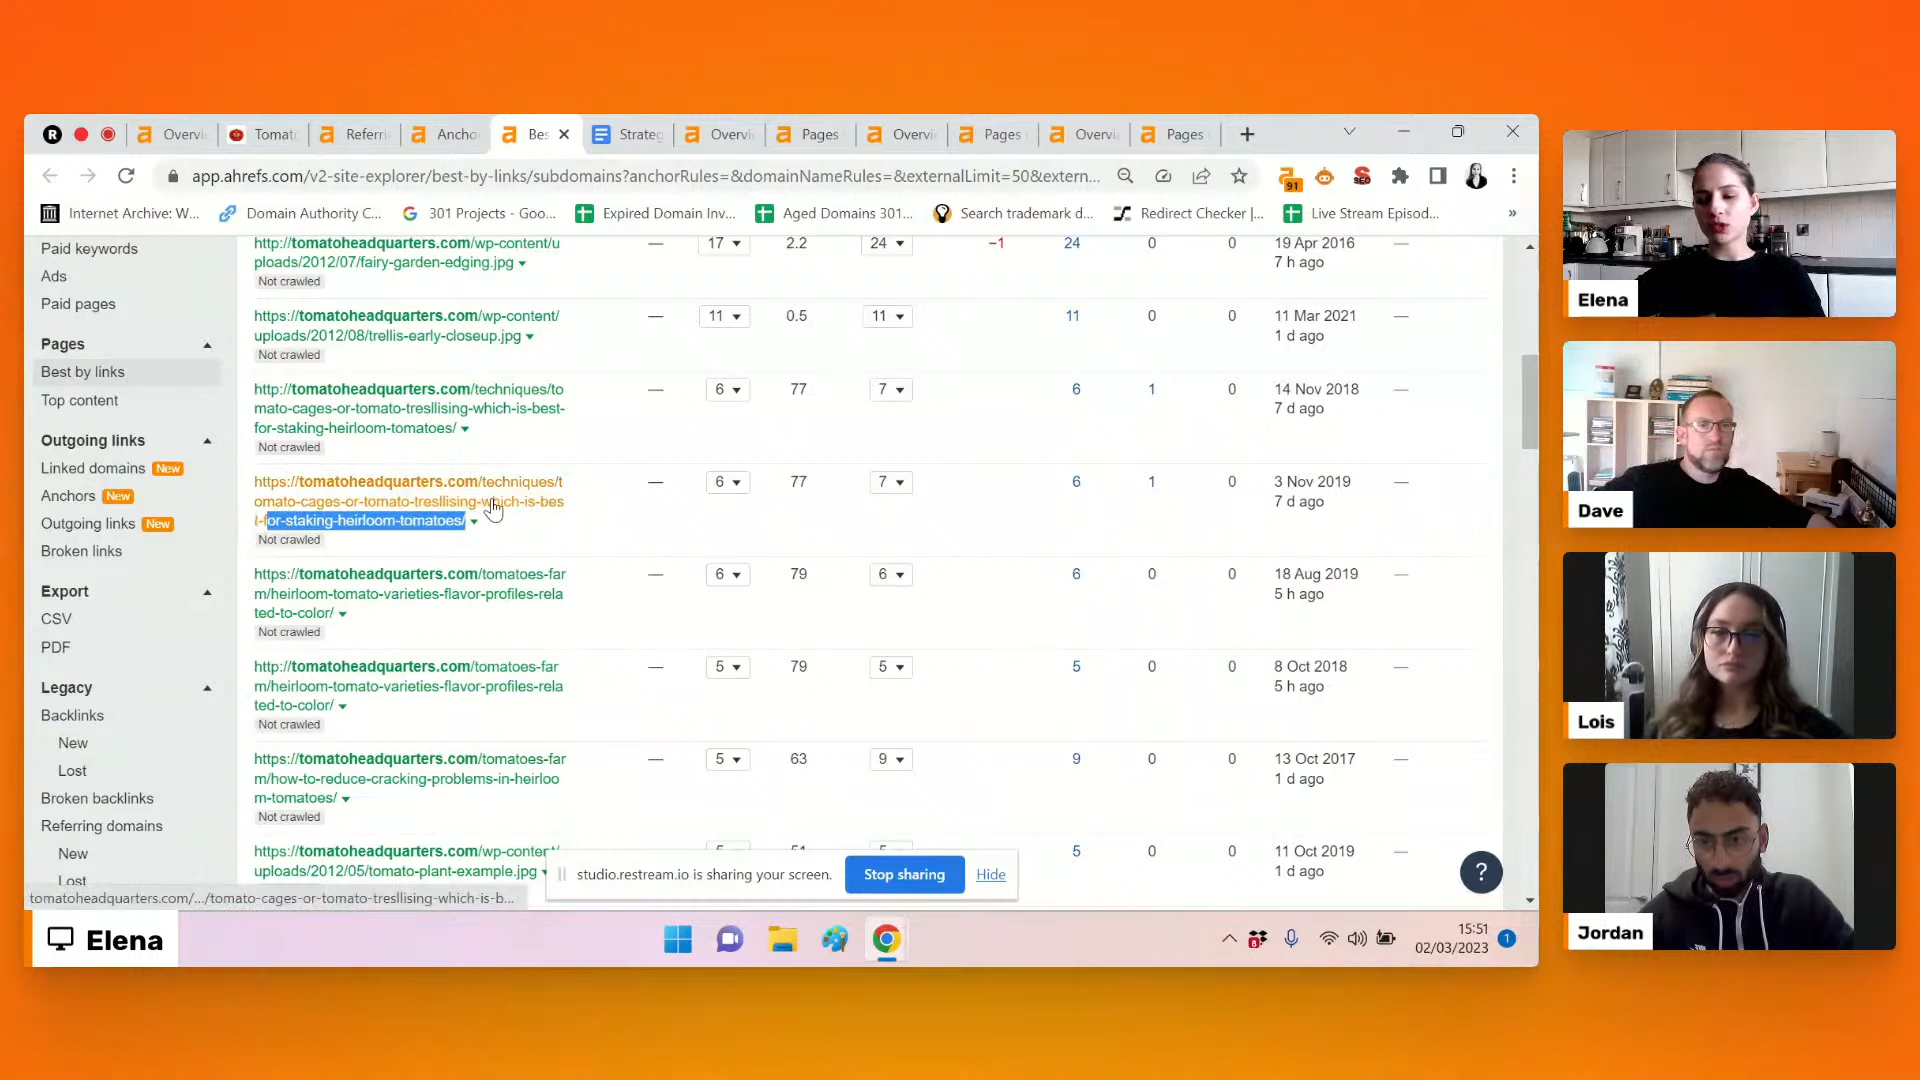 R Overvi Tomat Referri Ancho Bes Strateg Overvi Pages Overvi Pages Overvi Pages
app.ahrefs.com/v2-site-explorer/best-by-links/subdomains?anchorRules=&domainNameRules=&externalLimit=50&extern... 91 SEO
Internet Archive: W... Domain Authority C... 301 Projects - Goo... Expired Domain Inv... Aged Domains 301... Search trademark d... Redirect Checker |... Live Stream Episod... »
Paid keywords
Ads
Paid pages
Pages
Best by links
Top content
Outgoing links
Linked domains New
Anchors New
Outgoing links New
Broken links
Export
CSV
PDF
Legacy
Backlinks
New
Lost
Broken backlinks
Referring domains
New
Lost
http://tomatoheadquarters.com/wp-content/u — 17 2.2 24 −1 24 0 0 19 Apr 2016 —
ploads/2012/07/fairy-garden-edging.jpg 7 h ago
Not crawled
https://tomatoheadquarters.com/wp-content/ — 11 0.5 11 11 0 0 11 Mar 2021 —
uploads/2012/08/trellis-early-closeup.jpg 1 d ago
Not crawled
http://tomatoheadquarters.com/techniques/to — 6 77 7 6 1 0 14 Nov 2018 —
mato-cages-or-tomato-tresllising-which-is-best- 7 d ago
for-staking-heirloom-tomatoes/
Not crawled
https://tomatoheadquarters.com/techniques/t — 6 77 7 6 1 0 3 Nov 2019 —
omato-cages-or-tomato-tresllising-which-is-bes 7 d ago
t-for-staking-heirloom-tomatoes/
Not crawled
https://tomatoheadquarters.com/tomatoes-far — 6 79 6 6 0 0 18 Aug 2019 —
m/heirloom-tomato-varieties-flavor-profiles-rela 5 h ago
ted-to-color/
Not crawled
http://tomatoheadquarters.com/tomatoes-far — 5 79 5 5 0 0 8 Oct 2018 —
m/heirloom-tomato-varieties-flavor-profiles-rela 5 h ago
ted-to-color/
Not crawled
https://tomatoheadquarters.com/tomatoes-far — 5 63 9 9 0 0 13 Oct 2017 —
m/how-to-reduce-cracking-problems-in-heirloo 1 d ago
m-tomatoes/
Not crawled
https://tomatoheadquarters.com/wp-content/ — 5 51 5 5 0 0 11 Oct 2019 —
uploads/2012/05/tomato-plant-example.jpg 1 d ago
studio.restream.io is sharing your screen. Stop sharing Hide
?
tomatoheadquarters.com/.../tomato-cages-or-tomato-tresllising-which-is-b...
Elena
15:51
02/03/2023
1
Elena
Dave
Lois
Jordan